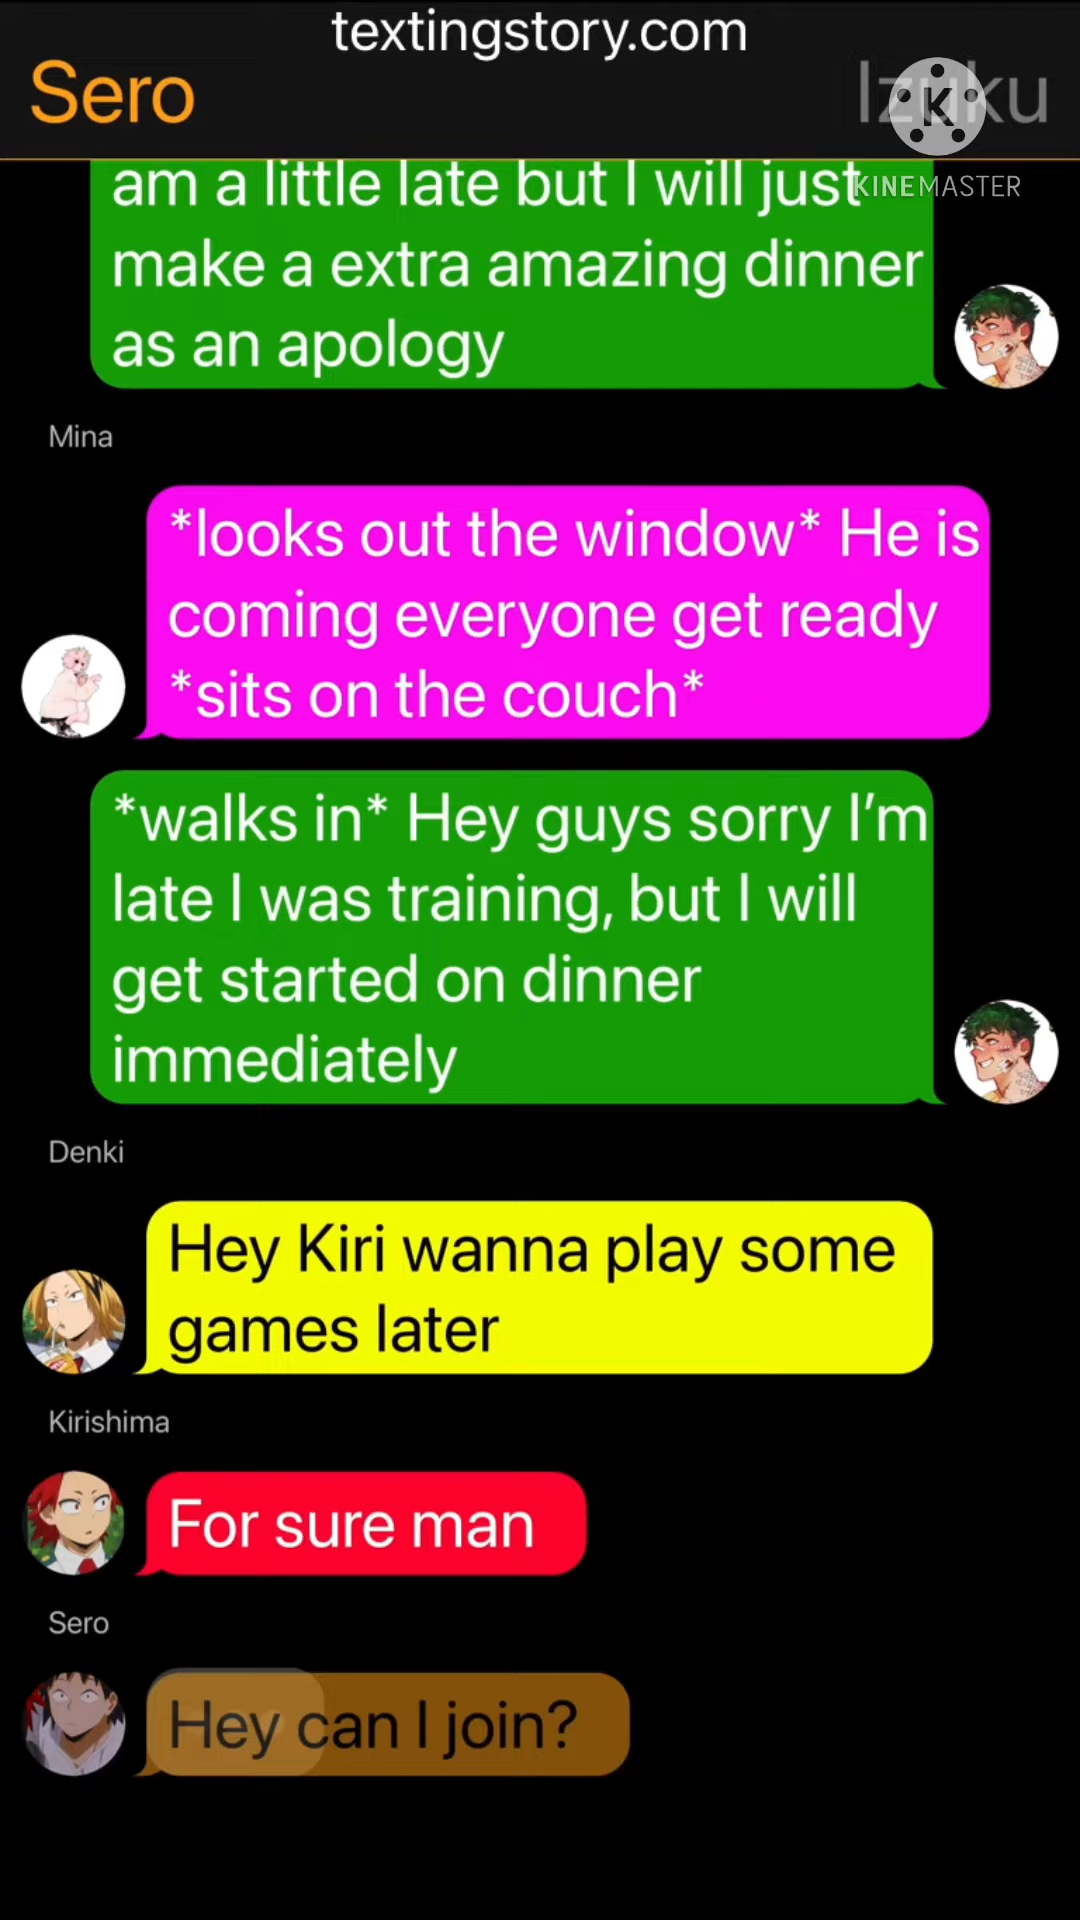 textingstory.com
Sero
Izuku
K
KINEMASTER
am a little late but I will just
make a extra amazing dinner
as an apology
Mina
*looks out the window* He is
coming everyone get ready
*sits on the couch*
*walks in* Hey guys sorry I’m
late I was training, but I will
get started on dinner
immediately
Denki
Hey Kiri wanna play some
games later
Kirishima
For sure man
Sero
Hey can I join?